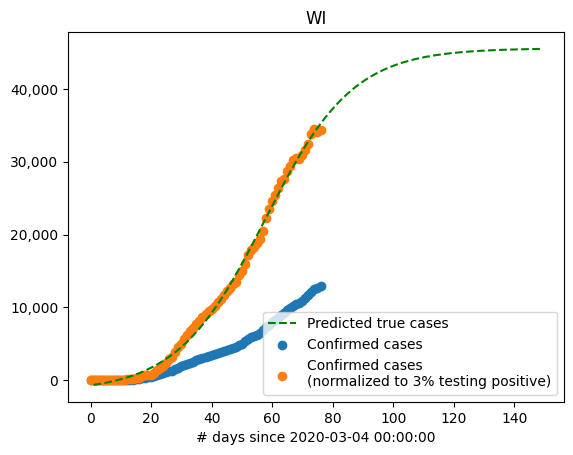 WI
40,000
30,000
20,000
10,000
0
Predicted true cases
Confirmed cases
Confirmed cases
(normalized to 3% testing positive)
0 20 40 60 80 100 120 140
# days since 2020-03-04 00:00:00